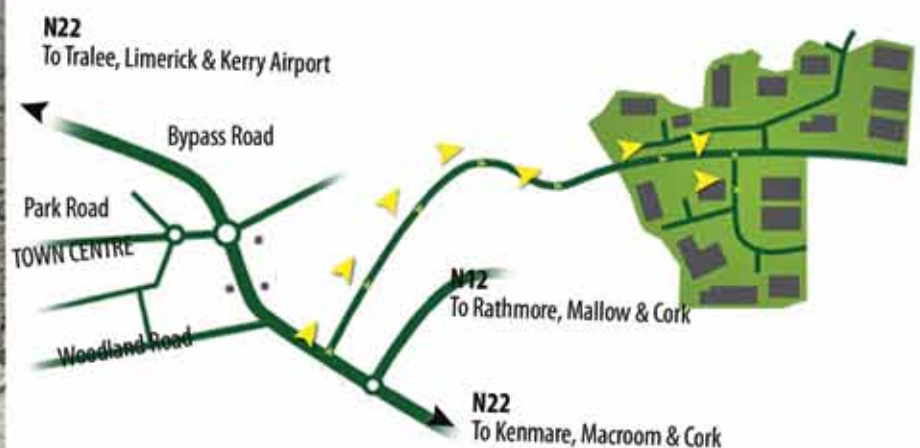 N22
To Tralee, Limerick & Kerry Airport
Bypass Road
Park Road
TOWN CENTRE
Woodland Road
N12
To Rathmore, Mallow & Cork
N22
To Kenmare, Macroom & Cork